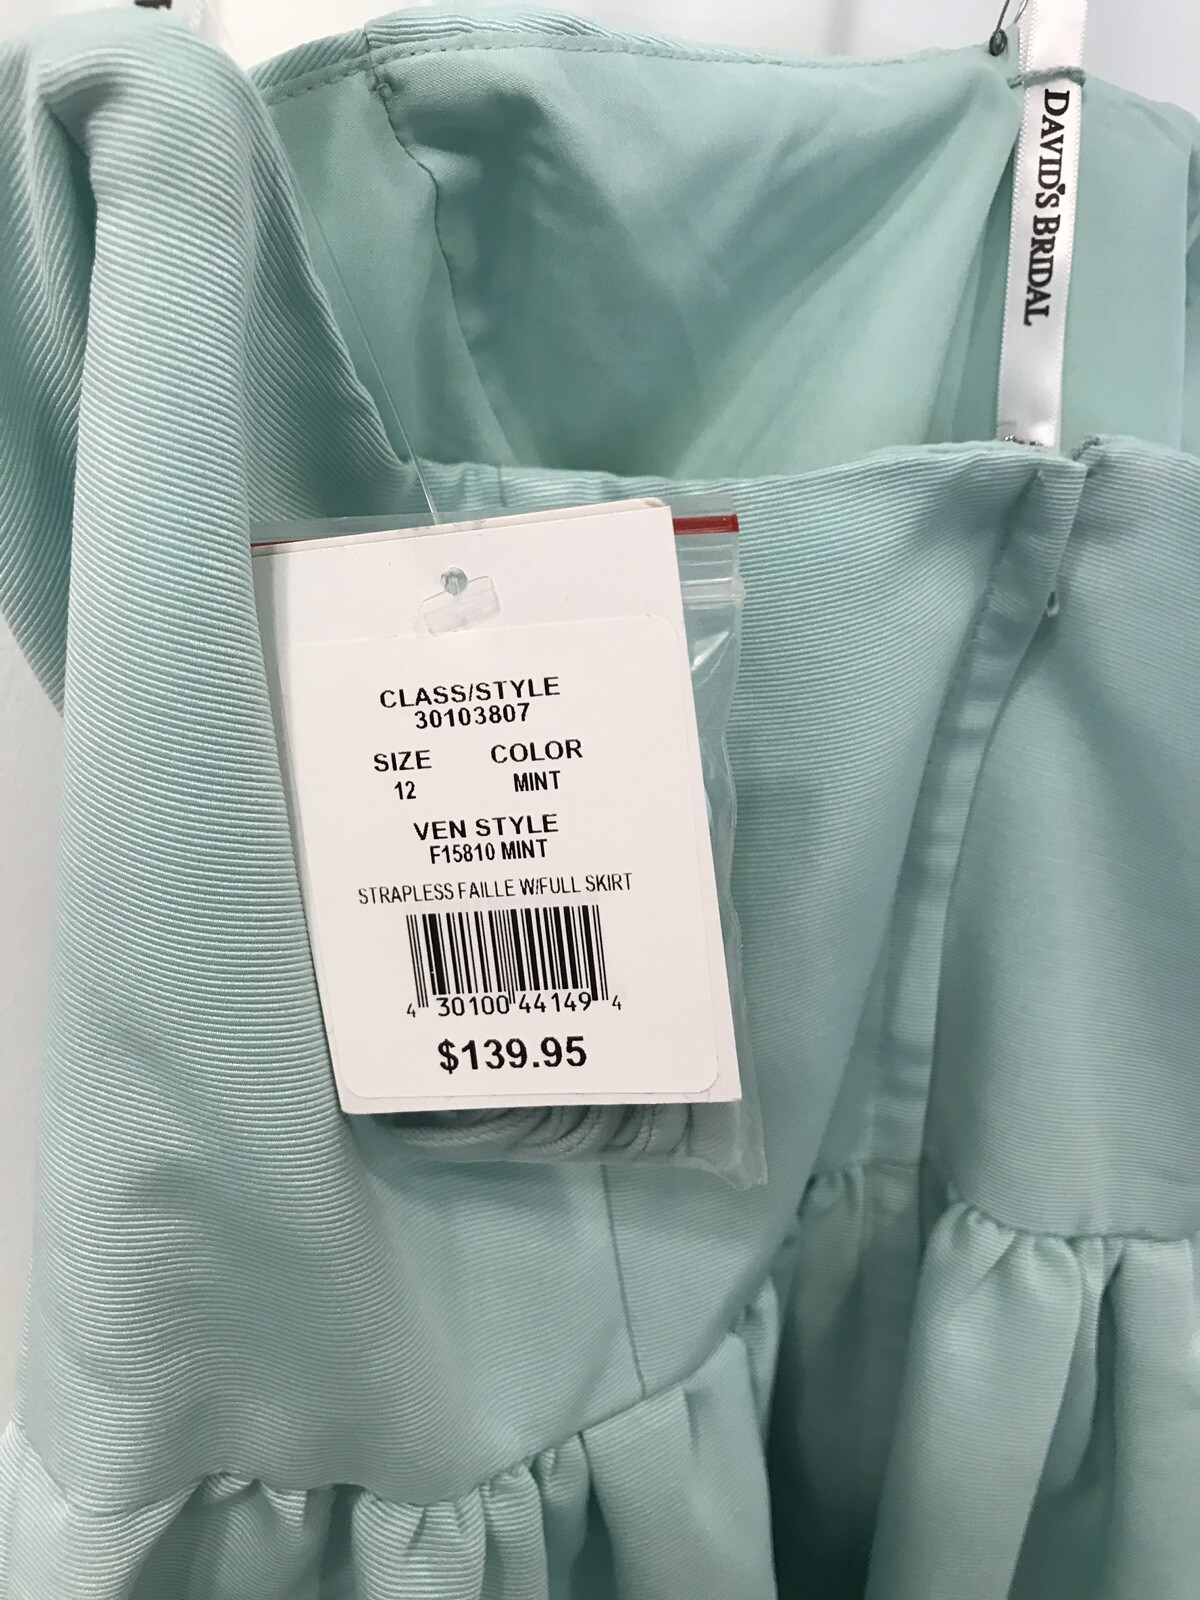 DAVID'S BRIDAL
CLASS/STYLE
30103807
SIZE COLOR
12 MINT
VEN STYLE
F15810 MINT
STRAPLESS FAILLE W/FULL SKIRT
4 30100 44149 4
$139.95